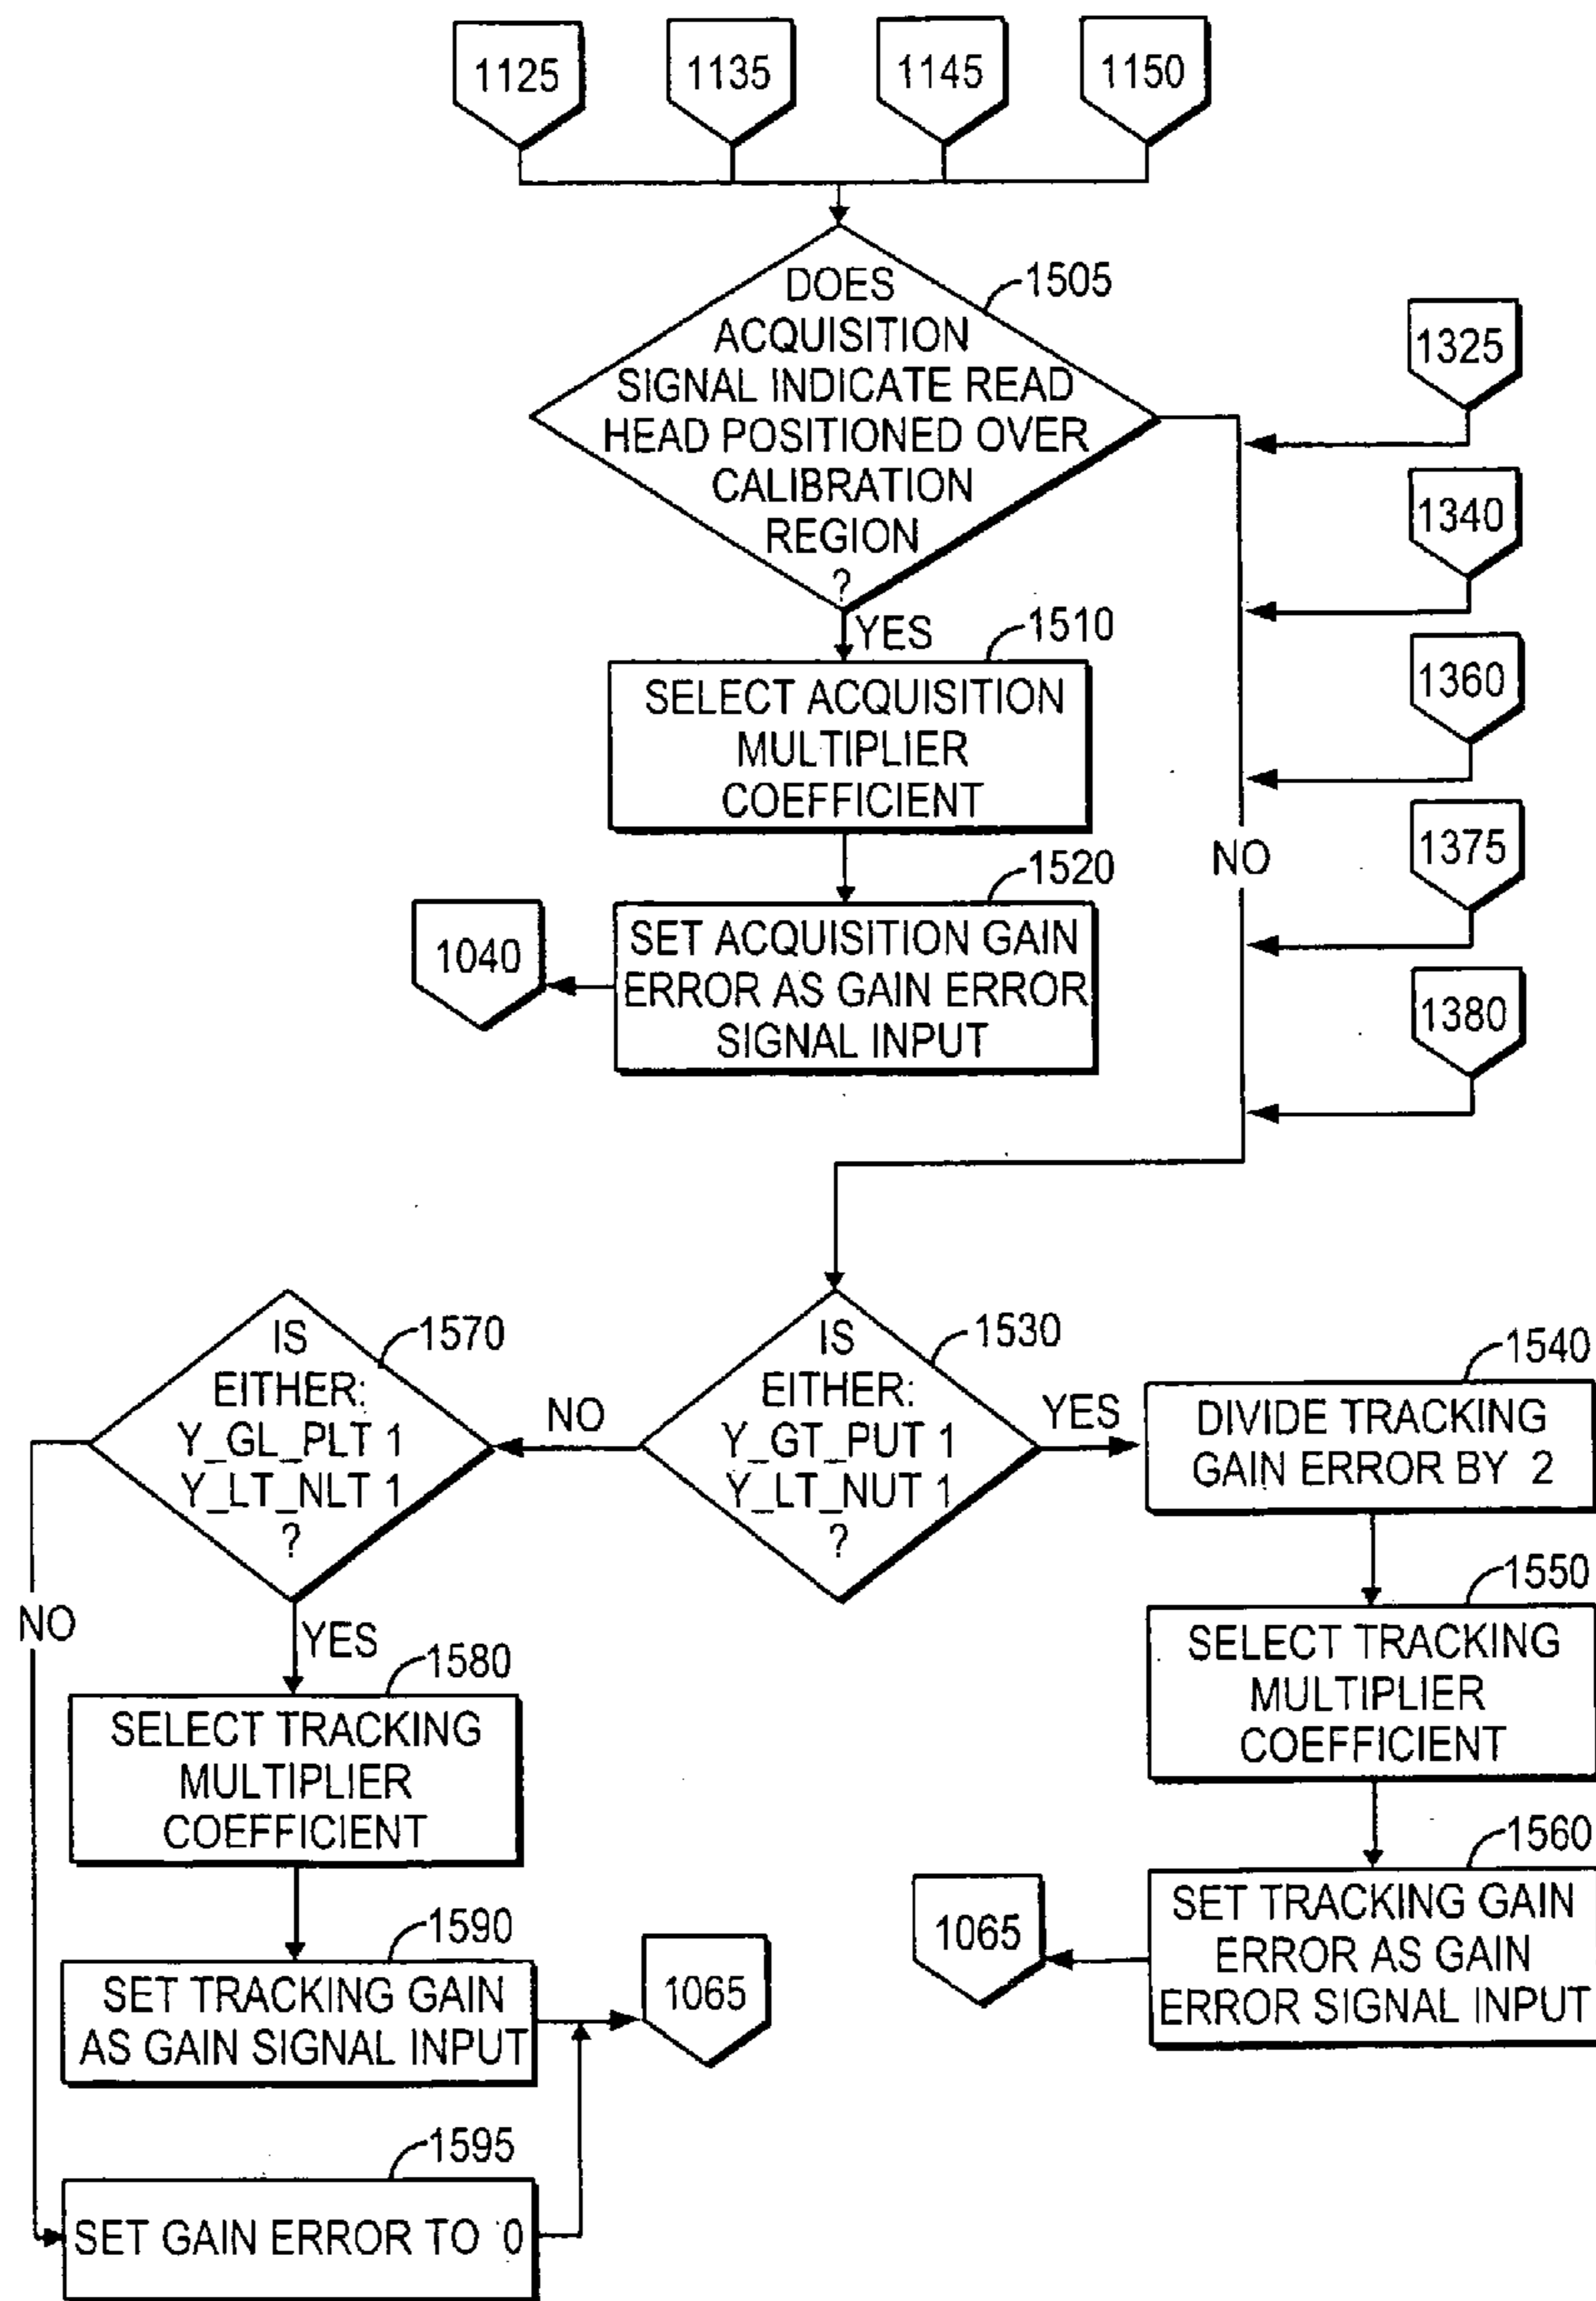 1125
1135
1145
1150
1505
DOES
ACQUISITION
SIGNAL INDICATE READ
HEAD POSITIONED OVER
CALIBRATION
REGION
?
1325
1340
1360
1375
1380
YES
NO
1510
SELECT ACQUISITION
MULTIPLIER
COEFFICIENT
1520
SET ACQUISITION GAIN
ERROR AS GAIN ERROR
SIGNAL INPUT
1040
1530
IS
EITHER:
Y_GT_PUT 1
Y_LT_NUT 1
?
NO
YES
1570
IS
EITHER:
Y_GL_PLT 1
Y_LT_NLT 1
?
NO
YES
1540
DIVIDE TRACKING
GAIN ERROR BY 2
1550
SELECT TRACKING
MULTIPLIER
COEFFICIENT
1560
SET TRACKING GAIN
ERROR AS GAIN
ERROR SIGNAL INPUT
1065
1580
SELECT TRACKING
MULTIPLIER
COEFFICIENT
1590
SET TRACKING GAIN
AS GAIN SIGNAL INPUT
1065
1595
SET GAIN ERROR TO 0